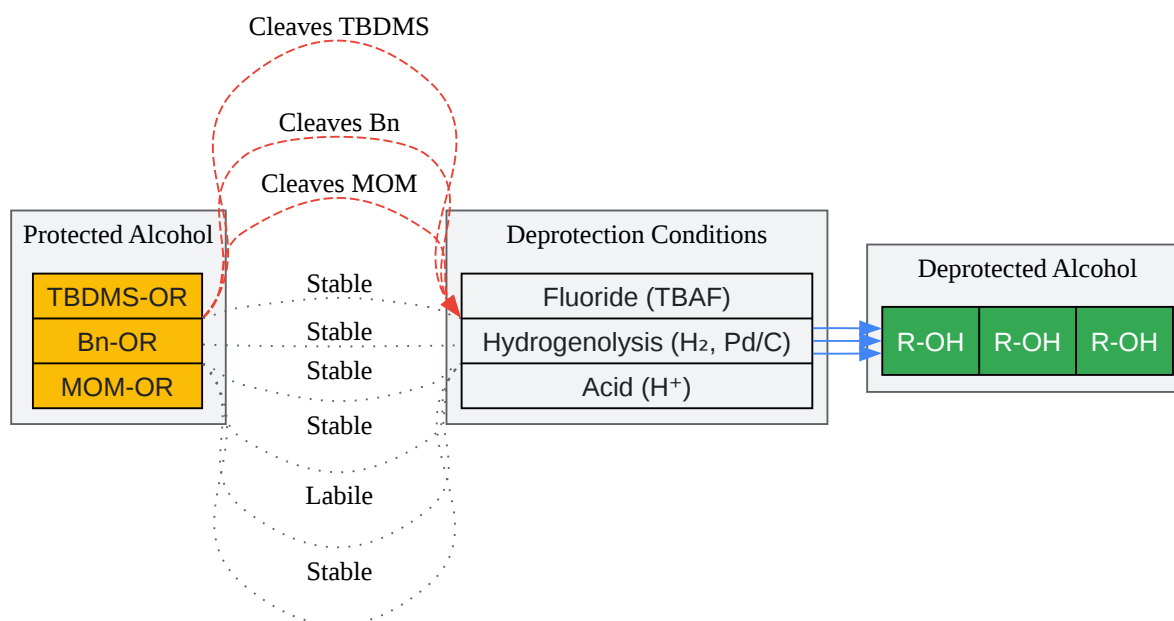 Cleaves TBDMS
Cleaves Bn
Cleaves MOM
Protected Alcohol
TBDMS-OR
Bn-OR
MOM-OR
Stable
Stable
Stable
Stable
Labile
Stable
Deprotection Conditions
Fluoride (TBAF)
Hydrogenolysis (H₂, Pd/C)
Acid (H⁺)
Deprotected Alcohol
R-OH R-OH R-OH